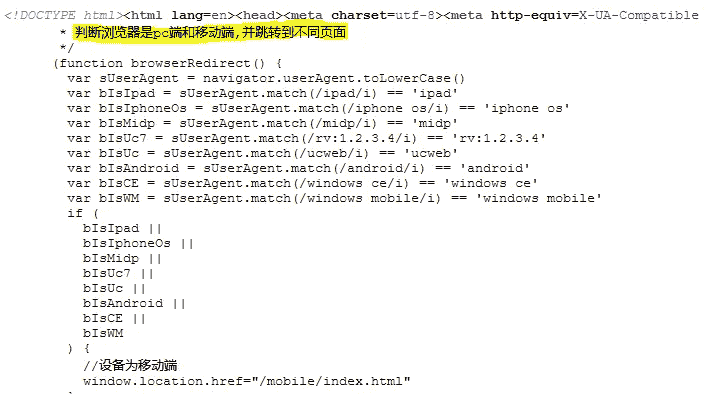 <!DOCTYPE html><html lang=en><head><meta charset=utf-8><meta http-equiv=X-UA-Compatible
* 判断浏览器是pc端和移动端,并跳转到不同页面
*/
(function browserRedirect() {
var sUserAgent = navigator.userAgent.toLowerCase()
var bIsIpad = sUserAgent.match(/ipad/i) == 'ipad'
var bIsIphoneOs = sUserAgent.match(/iphone os/i) == 'iphone os'
var bIsMidp = sUserAgent.match(/midp/i) == 'midp'
var bIsUc7 = sUserAgent.match(/rv:1.2.3.4/i) == 'rv:1.2.3.4'
var bIsUc = sUserAgent.match(/ucweb/i) == 'ucweb'
var bIsAndroid = sUserAgent.match(/android/i) == 'android'
var bIsCE = sUserAgent.match(/windows ce/i) == 'windows ce'
var bIsWM = sUserAgent.match(/windows mobile/i) == 'windows mobile'
if (
bIsIpad ||
bIsIphoneOs ||
bIsMidp ||
bIsUc7 ||
bIsUc ||
bIsAndroid ||
bIsCE ||
bIsWM
) {
//设备为移动端
window.location.href="/mobile/index.html"